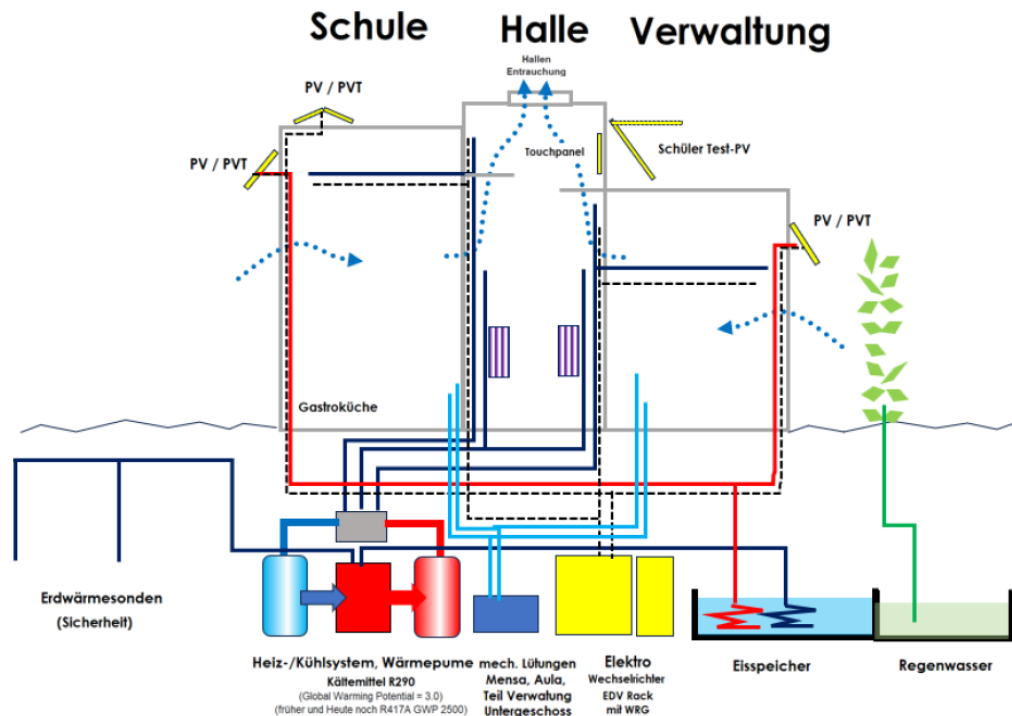 Schule Halle Verwaltung
Hallen
Entrauchung
PV / PVT
PV / PVT
Touchpanel
Schüler Test-PV
PV / PVT
Gastroküche
Erdwärmesonden
(Sicherheit)
Heiz-/Kühlsystem, Wärmepume
Kältemittel R290
(Global Warming Potential = 3.0)
(früher und Heute noch R417A GWP 2500)
mech. Lütungen
Mensa, Aula,
Teil Verwatung
Untergeschoss
Elektro
Wechselrichter
EDV Rack
mit WRG
Eisspeicher
Regenwasser